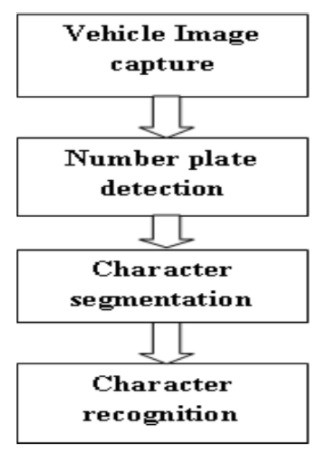 Vehicle Image
capture
Number plate
detection
Character
segmentation
Character
recognition